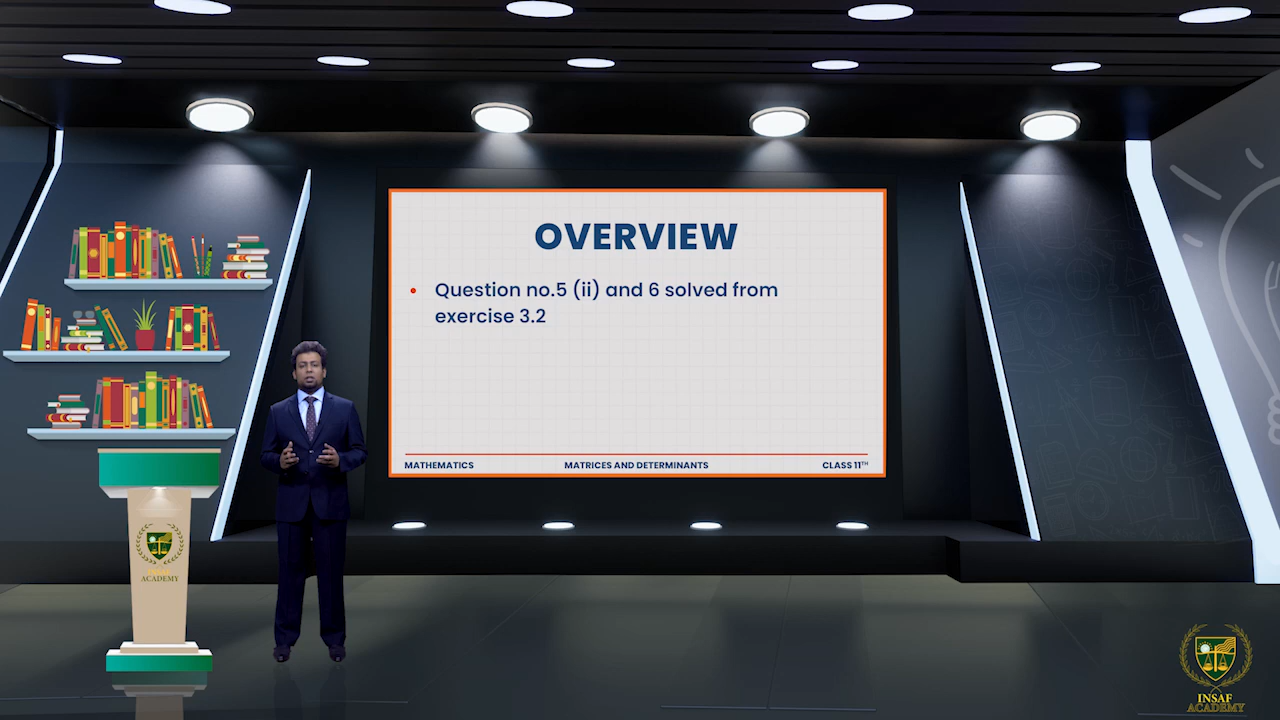 OVERVIEW
• Question no.5 (ii) and 6 solved from
exercise 3.2
MATHEMATICS MATRICES AND DETERMINANTS CLASS 11TH
INSAF
ACADEMY
INSAF
ACADEMY